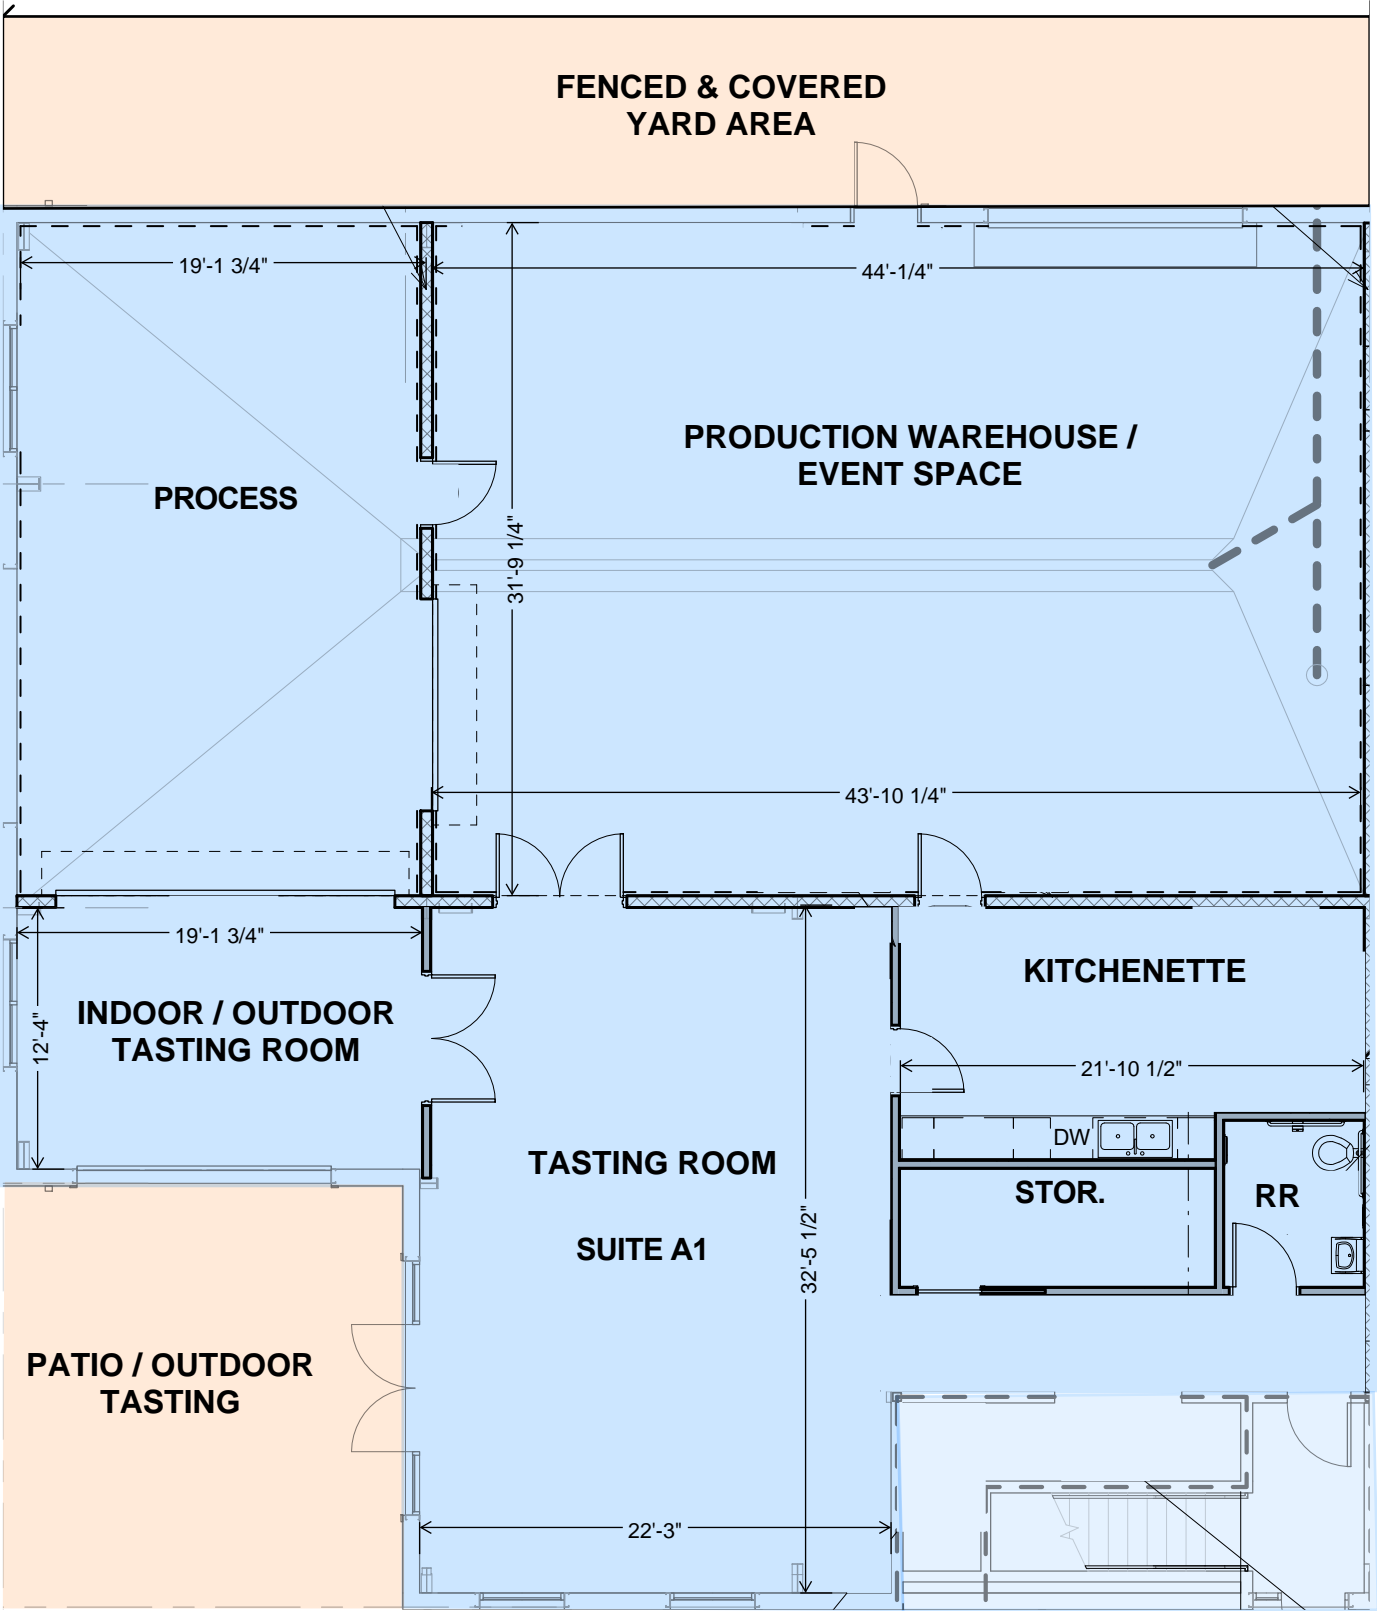 FENCED & COVERED
YARD AREA
19'-1 3/4"
44'-1/4"
PRODUCTION WAREHOUSE /
EVENT SPACE
PROCESS
31'-9 1/4"
43'-10 1/4"
19'-1 3/4"
KITCHENETTE
INDOOR / OUTDOOR
TASTING ROOM
12'-4"
21'-10 1/2"
DW
TASTING ROOM
STOR.
RR
SUITE A1
32'-5 1/2"
PATIO / OUTDOOR
TASTING
22'-3"